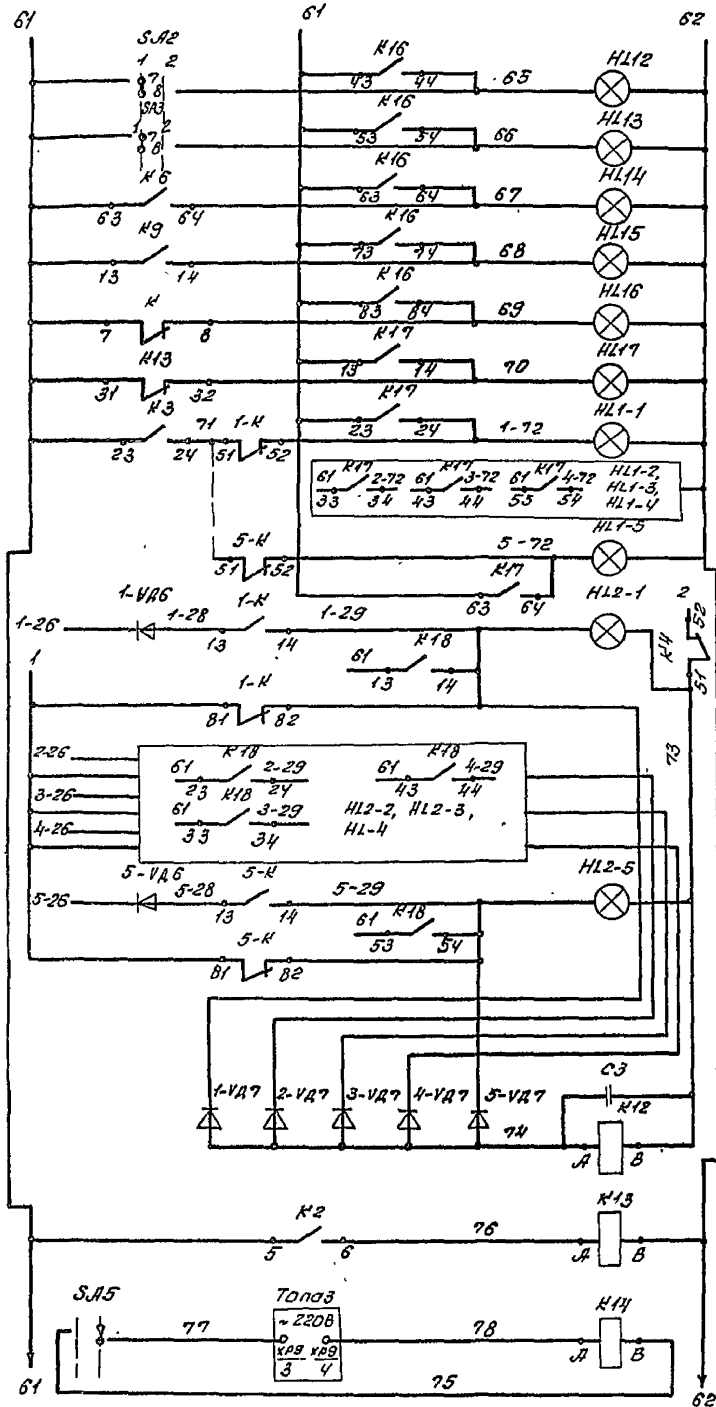 61 61 62
SA2
1 2
7
8
K16
43 44
65
HL12
SA3
1 2
7
8
K16
53 54
66
HL13
K6
63 64
K16
63 64
67
HL14
K9
13 14
K16
73 74
68
HL15
K
7 8
K16
83 84
69
HL16
K13
31 32
K17
13 14
70
HL17
K3
23 24
71
1-K
51 52
K17
23 24
1-72
HL1-1
61 K17 2-72
33 34
61 K17 3-72
43 44
61 K17 4-72
53 54
HL1-2,
HL1-3,
HL1-4
5-K
51 52
5-72
HL1-5
K17
63 64
1-26
1-VД6
1-28
1-K
13 14
1-29
HL2-1
2
52
K4
51
61 K18
13 14
1
1-K
81 82
73
2-26
3-26
4-26
61 K18 2-29
23 24
61 K18 4-29
43 44
61 K18 3-29
33 34
HL2-2, HL2-3,
HL-4
5-26
5-VД6
5-28
5-K
13 14
5-29
HL2-5
61 K18
53 54
5-K
81 82
1-VД7 2-VД7 3-VД7 4-VД7 5-VД7
74
C3
K12
A B
K2
5 6
76
K13
A B
SA5
77
Топаз
~220В
XP9 XP9
3 4
78
K14
A B
75
61 62